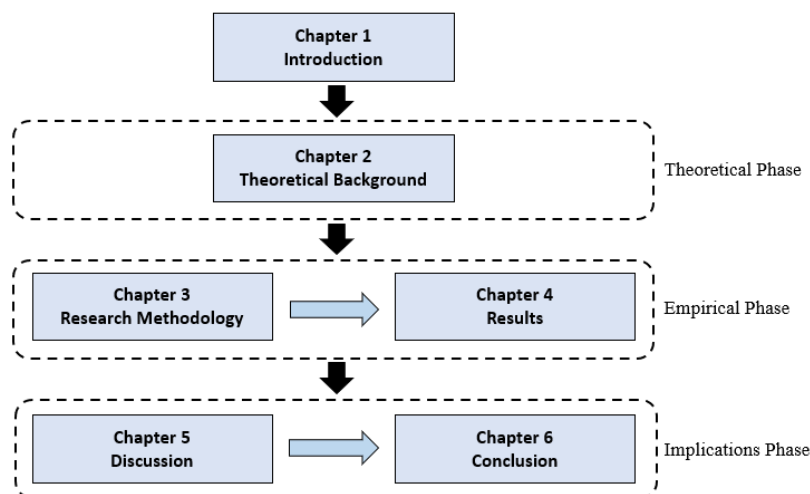 Chapter 1
Introduction
Chapter 2
Theoretical Background
Theoretical Phase
Chapter 3
Research Methodology
Chapter 4
Results
Empirical Phase
Chapter 5
Discussion
Chapter 6
Conclusion
Implications Phase